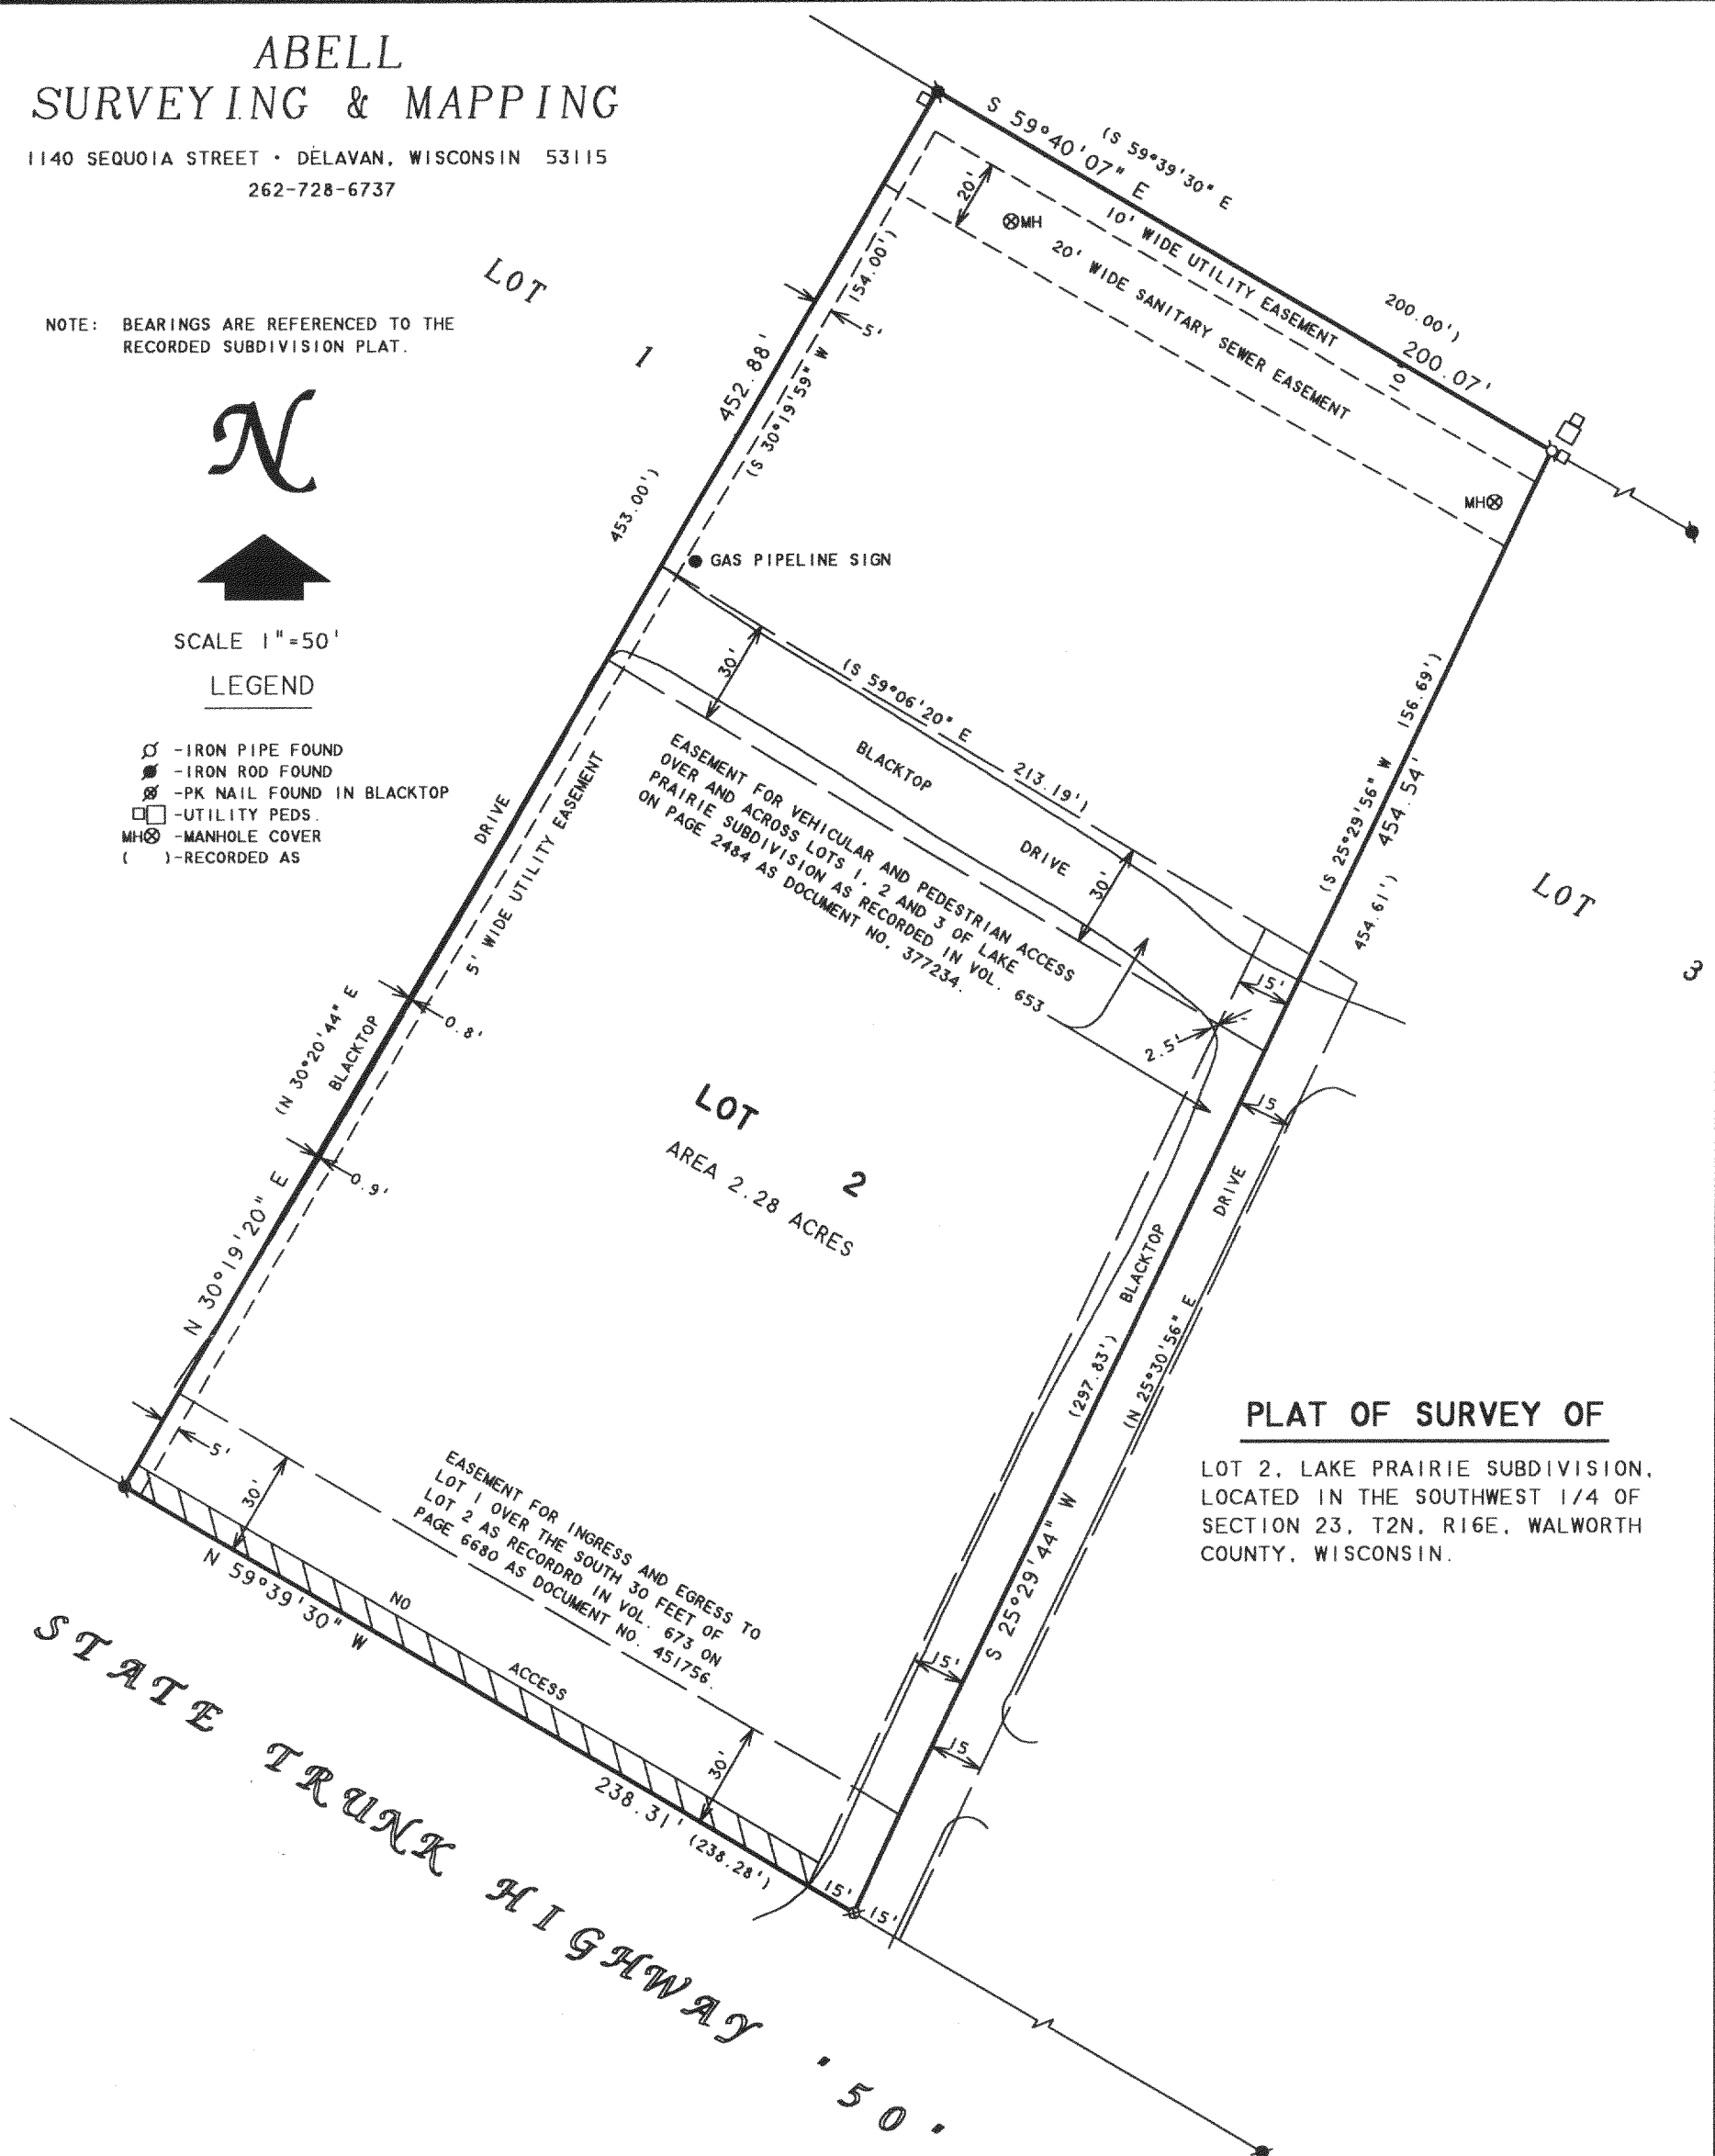 ABELL
SURVEYING & MAPPING
1140 SEQUOIA STREET • DELAVAN, WISCONSIN 53115
262-728-6737
NOTE: BEARINGS ARE REFERENCED TO THE
RECORDED SUBDIVISION PLAT.
N
SCALE 1"=50'
LEGEND
-IRON PIPE FOUND
-IRON ROD FOUND
-PK NAIL FOUND IN BLACKTOP
-UTILITY PEDS.
MH -MANHOLE COVER
( )-RECORDED AS
LOT
1
S 59°40'07" E
(S 59°39'30" E
200.00')
200.07'
10' WIDE UTILITY EASEMENT
10'
20'
MH
20' WIDE SANITARY SEWER EASEMENT
MH
154.00')
5'
(S 30°19'59" W
452.88'
453.00')
GAS PIPELINE SIGN
30'
(S 59°06'20" E
213.19')
BLACKTOP
DRIVE
30'
EASEMENT FOR VEHICULAR AND PEDESTRIAN ACCESS
OVER AND ACROSS LOTS 1, 2 AND 3 OF LAKE
PRAIRIE SUBDIVISION AS RECORDED IN VOL. 653
ON PAGE 2484 AS DOCUMENT NO. 377234.
(S 25°29'56" W
156.69')
454.54'
454.61')
LOT
3
DRIVE
5' WIDE UTILITY EASEMENT
(N 30°20'44" E
BLACKTOP
0.8'
0.9'
N 30°19'20" E
LOT
2
AREA 2.28 ACRES
15'
2.5'
15
DRIVE
BLACKTOP
(297.83')
(N 25°30'56" E
S 25°29'44" W
15'
15
5'
30'
EASEMENT FOR INGRESS AND EGRESS TO
LOT 1 OVER THE SOUTH 30 FEET OF
LOT 2 AS RECORDRD IN VOL. 673 ON
PAGE 6680 AS DOCUMENT NO. 451756.
NO
ACCESS
N 59°39'30" W
30'
238.31'
(238.28')
15'
15'
STATE TRUNK HIGHWAY '50'
PLAT OF SURVEY OF
LOT 2, LAKE PRAIRIE SUBDIVISION,
LOCATED IN THE SOUTHWEST 1/4 OF
SECTION 23, T2N, R16E, WALWORTH
COUNTY, WISCONSIN.